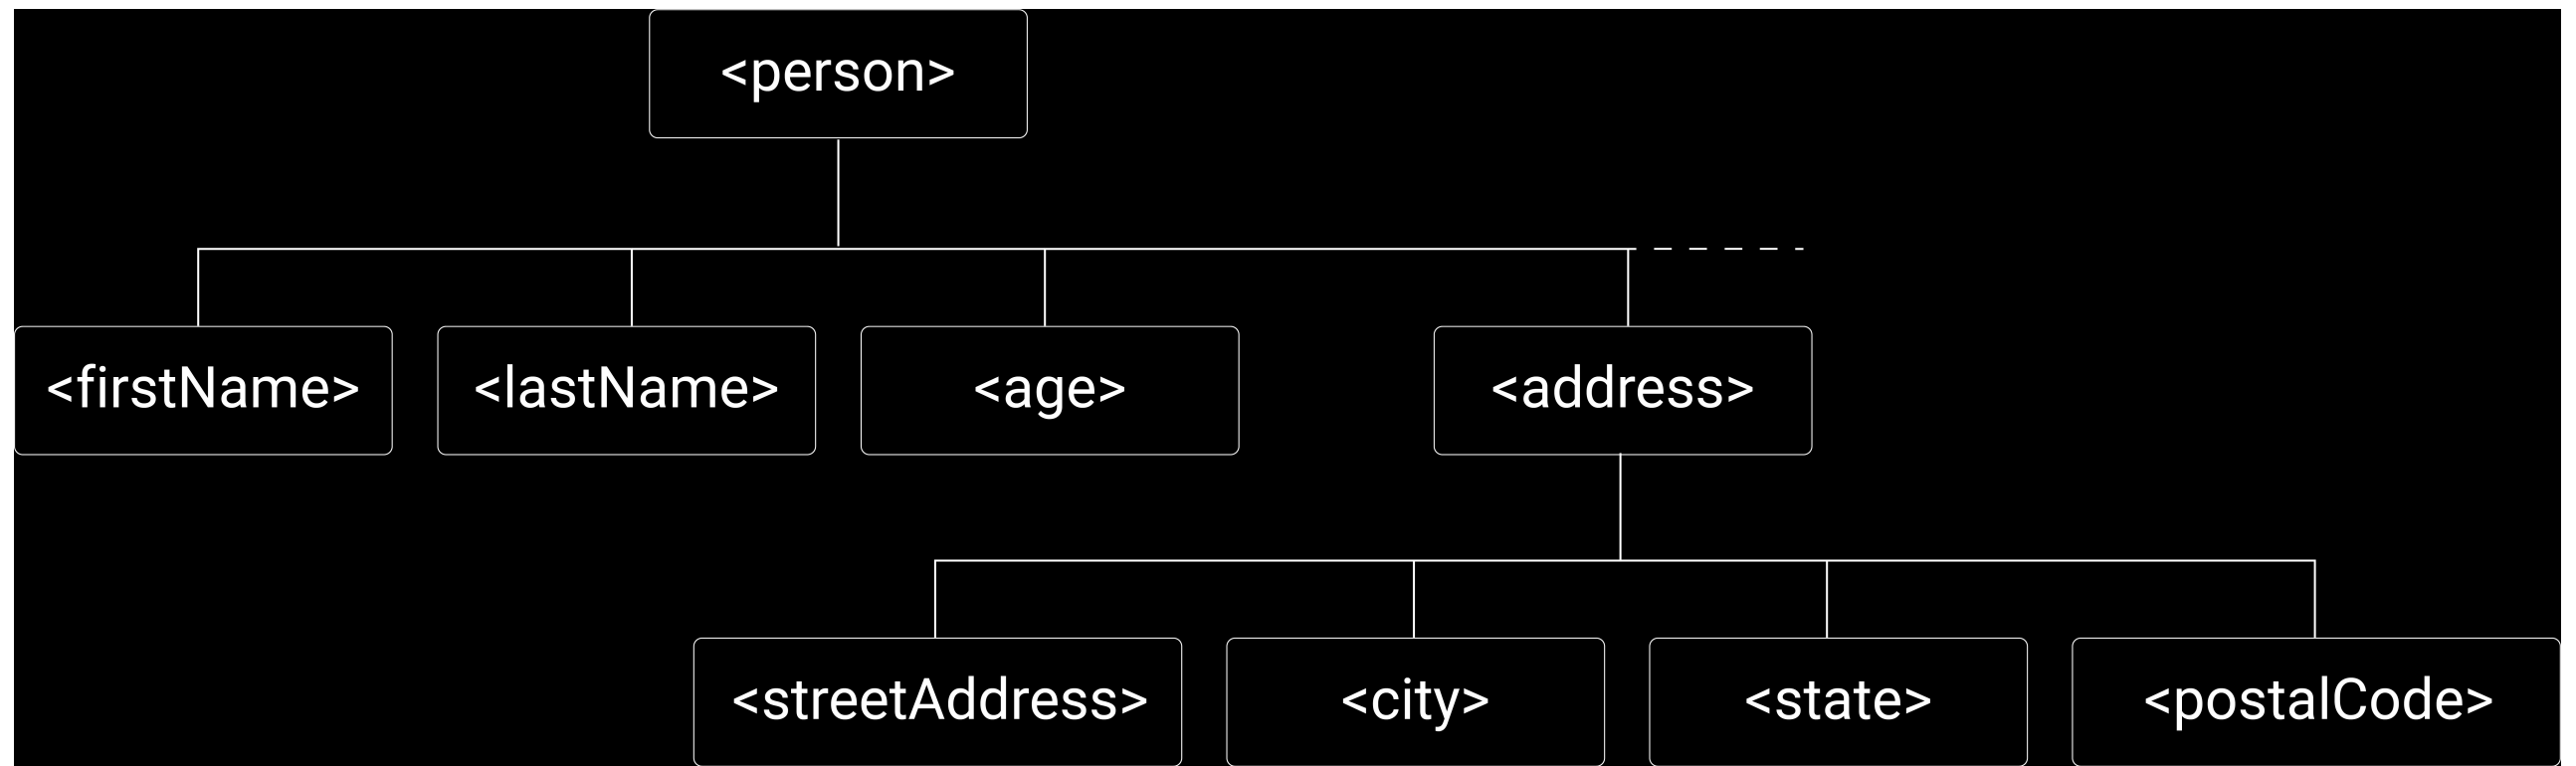 <person>
<firstName>
<lastName>
<age>
<address>
<streetAddress>
<city>
<state>
<postalCode>